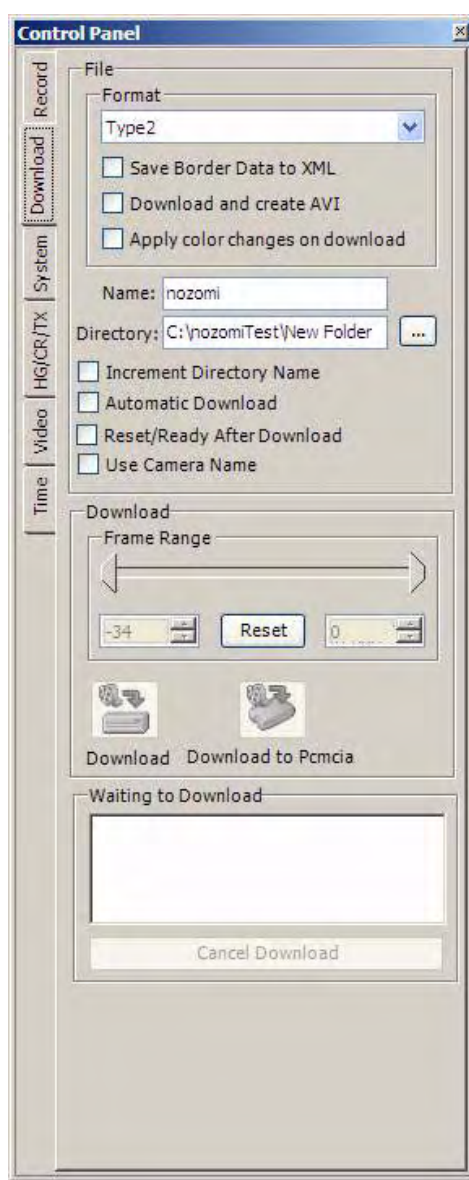 Control Panel
Record
Download
System
HG/CR/TX
Video
Time
File
Format
Type2
Save Border Data to XML
Download and create AVI
Apply color changes on download
Name: nozomi
Directory: C:\nozomiTest\New Folder ...
Increment Directory Name
Automatic Download
Reset/Ready After Download
Use Camera Name
Download
Frame Range
-34 Reset 0
Download Download to Pcmcia
Waiting to Download
Cancel Download